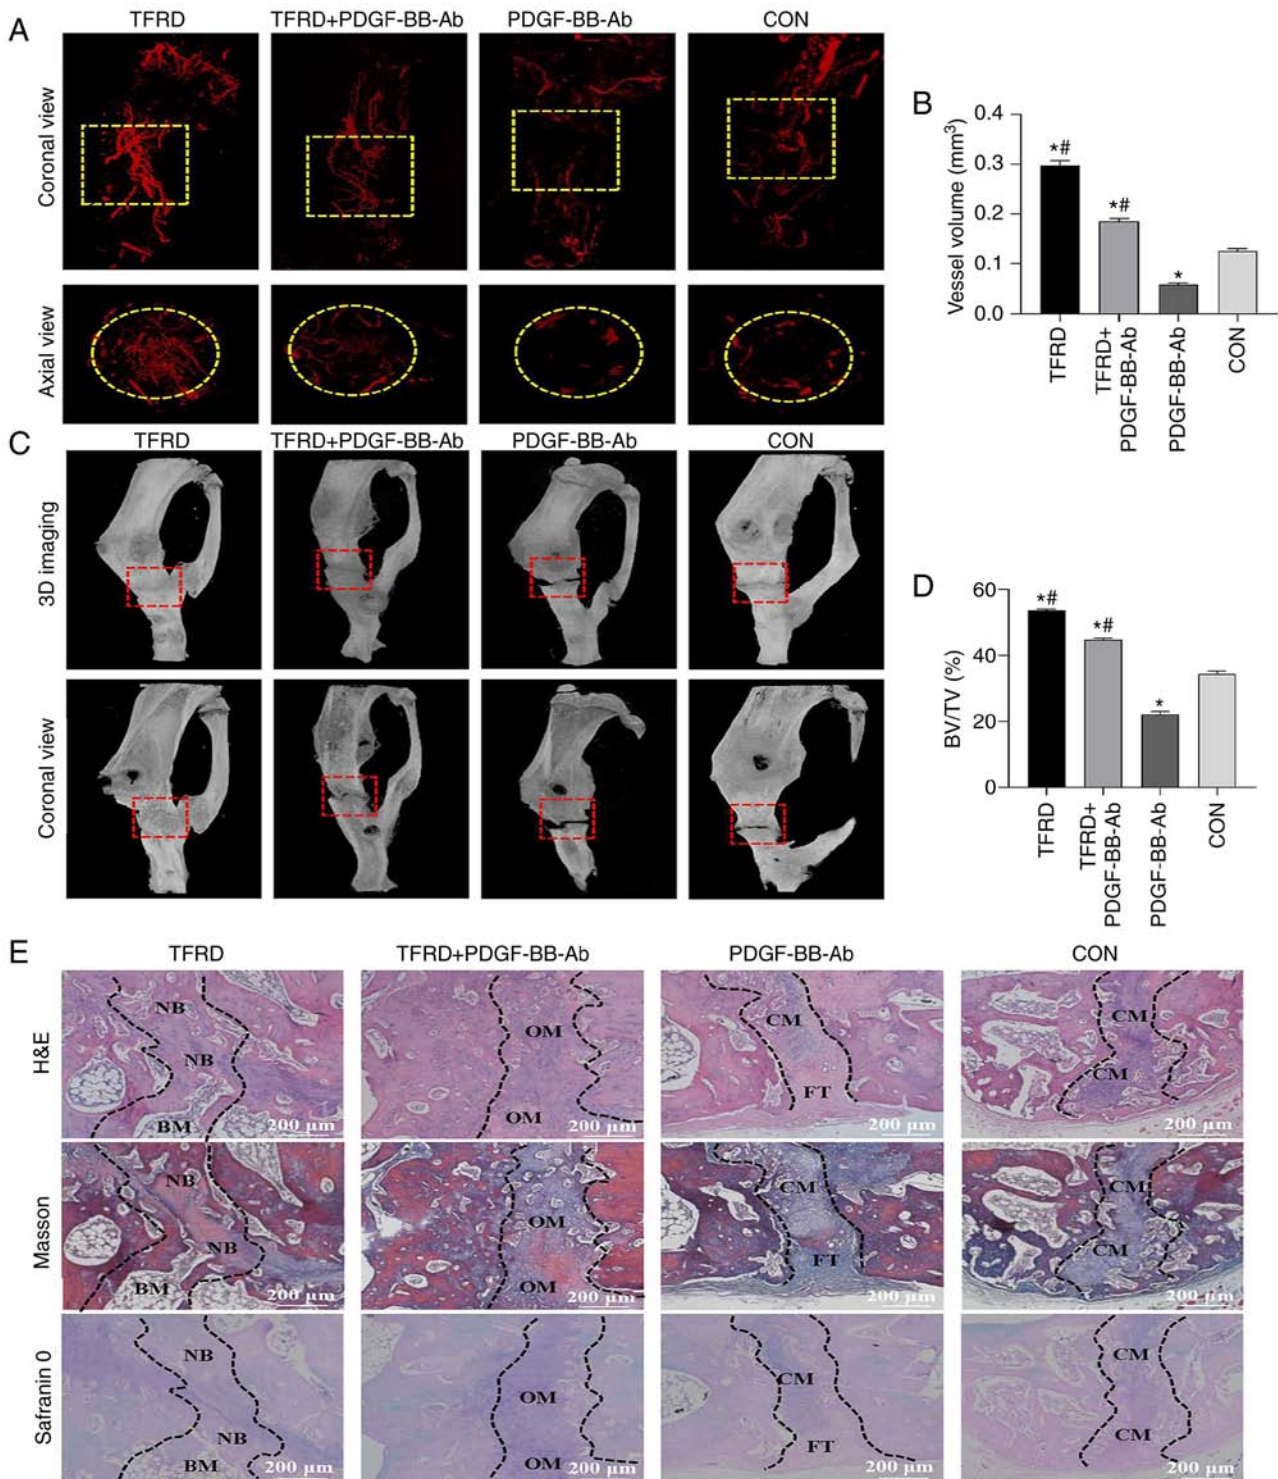 A
TFRD
TFRD+PDGF-BB-Ab
PDGF-BB-Ab
CON
Coronal view
Axial view
B
Vessel volume (mm³)
0.4
0.3
0.2
0.1
0.0
*#
*#
*
TFRD
TFRD+
PDGF-BB-Ab
PDGF-BB-Ab
CON
C
TFRD
TFRD+PDGF-BB-Ab
PDGF-BB-Ab
CON
3D imaging
Coronal view
D
BV/TV (%)
60
40
20
0
*#
*#
*
TFRD
TFRD+
PDGF-BB-Ab
PDGF-BB-Ab
CON
E
TFRD
TFRD+PDGF-BB-Ab
PDGF-BB-Ab
CON
H&E
NB
NB
BM
200 µm
OM
OM
200 µm
CM
FT
200 µm
CM
CM
200 µm
Masson
NB
NB
BM
200 µm
OM
OM
200 µm
CM
FT
200 µm
CM
CM
200 µm
Safranin 0
NB
NB
BM
200 µm
OM
OM
200 µm
CM
FT
200 µm
CM
CM
200 µm